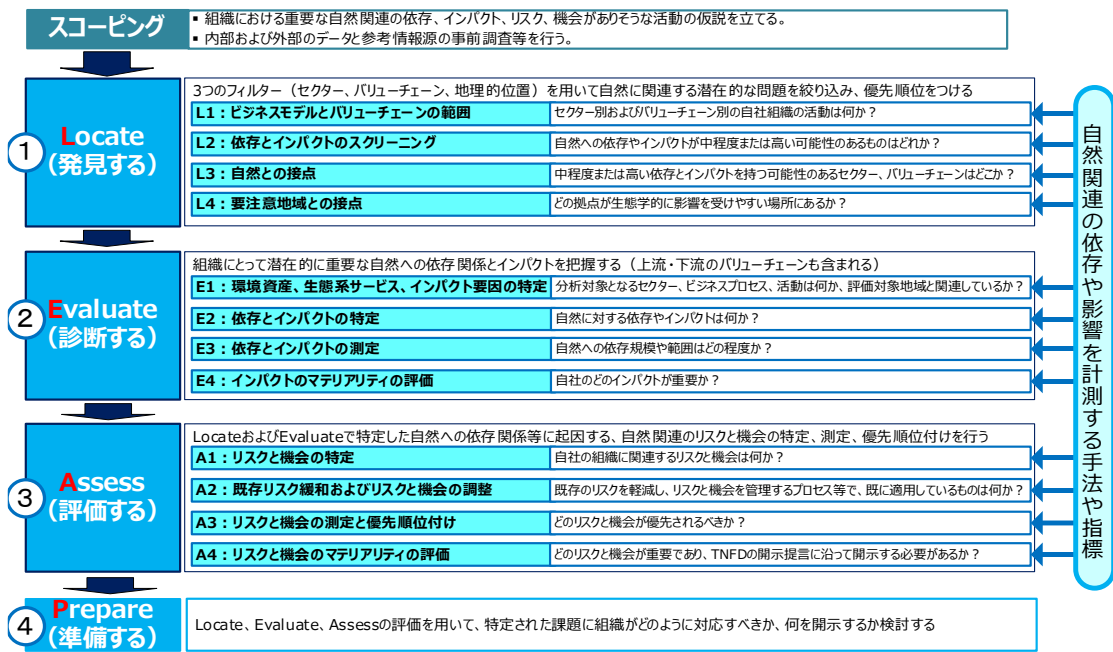 スコーピング
▪ 組織における重要な自然関連の依存、インパクト、リスク、機会がありそうな活動の仮説を立てる。
▪ 内部および外部のデータと参考情報源の事前調査等を行う。
1
Locate
(発見する)
3つのフィルター（セクター、バリューチェーン、地理的位置）を用いて自然に関連する潜在的な問題を絞り込み、優先順位をつける
L1：ビジネスモデルとバリューチェーンの範囲
セクター別およびバリューチェーン別の自社組織の活動は何か？
L2：依存とインパクトのスクリーニング
自然への依存やインパクトが中程度または高い可能性のあるものはどれか？
L3：自然との接点
中程度または高い依存とインパクトを持つ可能性のあるセクター、バリューチェーンはどこか？
L4：要注意地域との接点
どの拠点が生態学的に影響を受けやすい場所にあるか？
2
Evaluate
(診断する)
組織にとって潜在的に重要な自然への依存関係とインパクトを把握する（上流・下流のバリューチェーンも含まれる）
E1：環境資産、生態系サービス、インパクト要因の特定
分析対象となるセクター、ビジネスプロセス、活動は何か、評価対象地域と関連しているか？
E2：依存とインパクトの特定
自然に対する依存やインパクトは何か？
E3：依存とインパクトの測定
自然への依存規模や範囲はどの程度か？
E4：インパクトのマテリアリティの評価
自社のどのインパクトが重要か？
3
Assess
(評価する)
LocateおよびEvaluateで特定した自然への依存関係等に起因する、自然関連のリスクと機会の特定、測定、優先順位付けを行う
A1：リスクと機会の特定
自社の組織に関連するリスクと機会は何か？
A2：既存リスク緩和およびリスクと機会の調整
既存のリスクを軽減し、リスクと機会を管理するプロセス等で、既に適用しているものは何か？
A3：リスクと機会の測定と優先順位付け
どのリスクと機会が優先されるべきか？
A4：リスクと機会のマテリアリティの評価
どのリスクと機会が重要であり、TNFDの開示提言に沿って開示する必要があるか？
4
Prepare
(準備する)
Locate、Evaluate、Assessの評価を用いて、特定された課題に組織がどのように対応すべきか、何を開示するか検討する
自然関連の依存や影響を計測する手法や指標